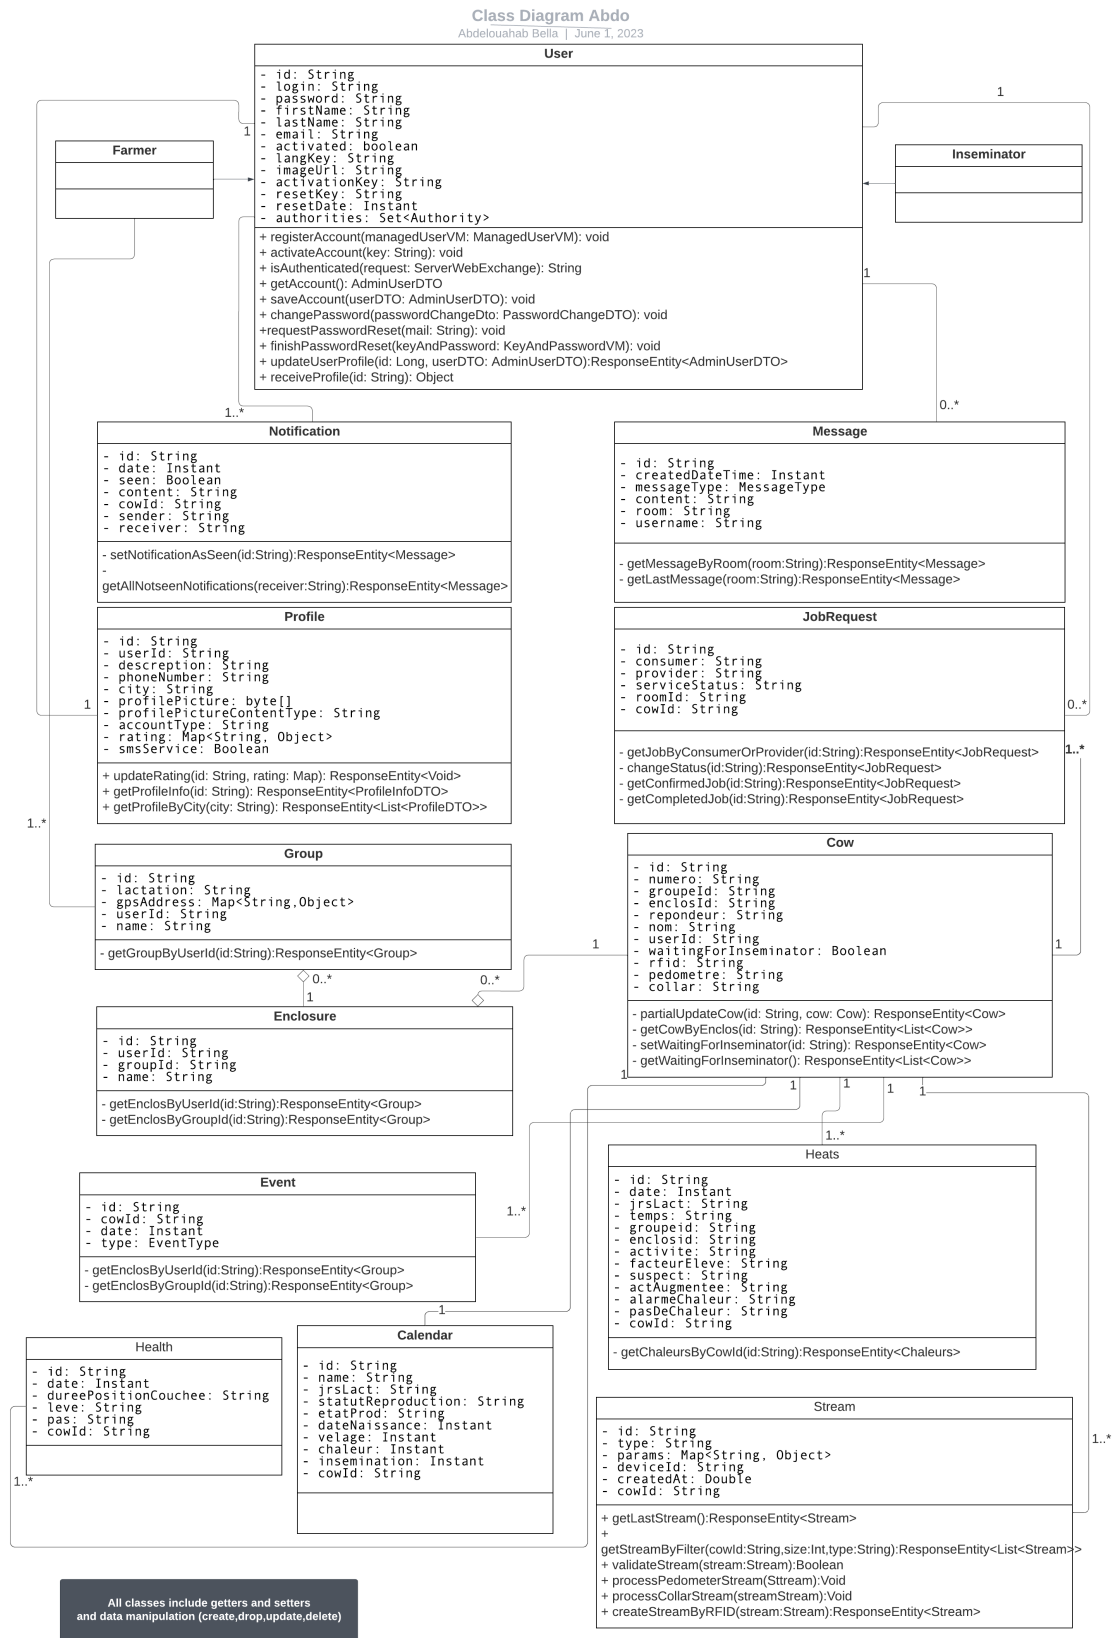 Class Diagram Abdo
Abdelouahab Bella | June 1, 2023
User
- id: String
- login: String
- password: String
- firstName: String
- lastName: String
- email: String
- activated: boolean
- langKey: String
- imageUrl: String
- activationKey: String
- resetKey: String
- resetDate: Instant
- authorities: Set<Authority>
+ registerAccount(managedUserVM: ManagedUserVM): void
+ activateAccount(key: String): void
+ isAuthenticated(request: ServerWebExchange): String
+ getAccount(): AdminUserDTO
+ saveAccount(userDTO: AdminUserDTO): void
+ changePassword(passwordChangeDto: PasswordChangeDTO): void
+requestPasswordReset(mail: String): void
+ finishPasswordReset(keyAndPassword: KeyAndPasswordVM): void
+ updateUserProfile(id: Long, userDTO: AdminUserDTO):ResponseEntity<AdminUserDTO>
+ receiveProfile(id: String): Object
1
1
1
Farmer
Inseminator
1..*
0..*
Notification
- id: String
- date: Instant
- seen: Boolean
- content: String
- cowId: String
- sender: String
- receiver: String
- setNotificationAsSeen(id:String):ResponseEntity<Message>
-
getAllNotseenNotifications(receiver:String):ResponseEntity<Message>
Message
- id: String
- createdDateTime: Instant
- messageType: MessageType
- content: String
- room: String
- username: String
- getMessageByRoom(room:String):ResponseEntity<Message>
- getLastMessage(room:String):ResponseEntity<Message>
Profile
- id: String
- userId: String
- descreption: String
- phoneNumber: String
- city: String
- profilePicture: byte[]
- profilePictureContentType: String
- accountType: String
- rating: Map<String, Object>
- smsService: Boolean
+ updateRating(id: String, rating: Map): ResponseEntity<Void>
+ getProfileInfo(id: String): ResponseEntity<ProfileInfoDTO>
+ getProfileByCity(city: String): ResponseEntity<List<ProfileDTO>>
1
JobRequest
- id: String
- consumer: String
- provider: String
- serviceStatus: String
- roomId: String
- cowId: String
- getJobByConsumerOrProvider(id:String):ResponseEntity<JobRequest>
- changeStatus(id:String):ResponseEntity<JobRequest>
- getConfirmedJob(id:String):ResponseEntity<JobRequest>
- getCompletedJob(id:String):ResponseEntity<JobRequest>
0..*
1..*
1..*
Group
- id: String
- lactation: String
- gpsAddress: Map<String,Object>
- userId: String
- name: String
- getGroupByUserId(id:String):ResponseEntity<Group>
0..*
1
0..*
1
Cow
- id: String
- numero: String
- groupeId: String
- enclosId: String
- repondeur: String
- nom: String
- userId: String
- waitingForInseminator: Boolean
- rfid: String
- pedometre: String
- collar: String
- partialUpdateCow(id: String, cow: Cow): ResponseEntity<Cow>
- getCowByEnclos(id: String): ResponseEntity<List<Cow>>
- setWaitingForInseminator(id: String): ResponseEntity<Cow>
- getWaitingForInseminator(): ResponseEntity<List<Cow>>
1
Enclosure
- id: String
- userId: String
- groupId: String
- name: String
- getEnclosByUserId(id:String):ResponseEntity<Group>
- getEnclosByGroupId(id:String):ResponseEntity<Group>
1
1
1
1
1
1..*
Event
- id: String
- cowId: String
- date: Instant
- type: EventType
- getEnclosByUserId(id:String):ResponseEntity<Group>
- getEnclosByGroupId(id:String):ResponseEntity<Group>
1..*
Heats
- id: String
- date: Instant
- jrsLact: String
- temps: String
- groupeid: String
- enclosid: String
- activite: String
- facteurEleve: String
- suspect: String
- actAugmentee: String
- alarmeChaleur: String
- pasDeChaleur: String
- cowId: String
- getChaleursByCowId(id:String):ResponseEntity<Chaleurs>
Health
- id: String
- date: Instant
- dureePositionCouchee: String
- leve: String
- pas: String
- cowId: String
1..*
1
Calendar
- id: String
- name: String
- jrsLact: String
- statutReproduction: String
- etatProd: String
- dateNaissance: Instant
- velage: Instant
- chaleur: Instant
- insemination: Instant
- cowId: String
Stream
- id: String
- type: String
- params: Map<String, Object>
- deviceId: String
- createdAt: Double
- cowId: String
+ getLastStream():ResponseEntity<Stream>
+
getStreamByFilter(cowId:String,size:Int,type:String):ResponseEntity<List<Stream>>
+ validateStream(stream:Stream):Boolean
+ processPedometerStream(Sttream):Void
+ processCollarStream(streamStream):Void
+ createStreamByRFID(stream:Stream):ResponseEntity<Stream>
1..*
All classes include getters and setters
and data manipulation (create,drop,update,delete)